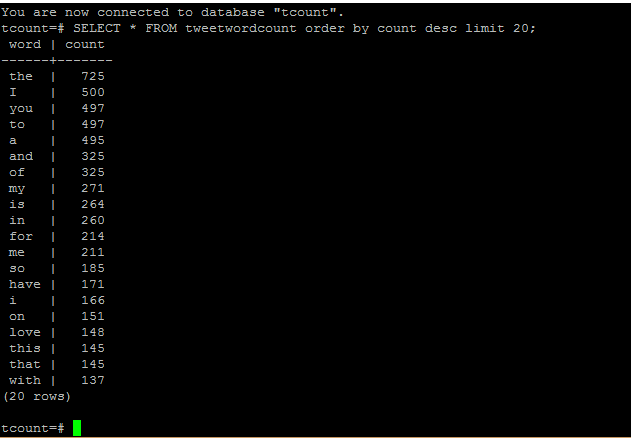 You are now connected to database "tcount".
tcount=# SELECT * FROM tweetwordcount order by count desc limit 20;
 word | count
------+-------
 the  |   725
 I    |   500
 you  |   497
 to   |   497
 a    |   495
 and  |   325
 of   |   325
 my   |   271
 is   |   264
 in   |   260
 for  |   214
 me   |   211
 so   |   185
 have |   171
 i    |   166
 on   |   151
 love |   148
 this |   145
 that |   145
 with |   137
(20 rows)
tcount=#